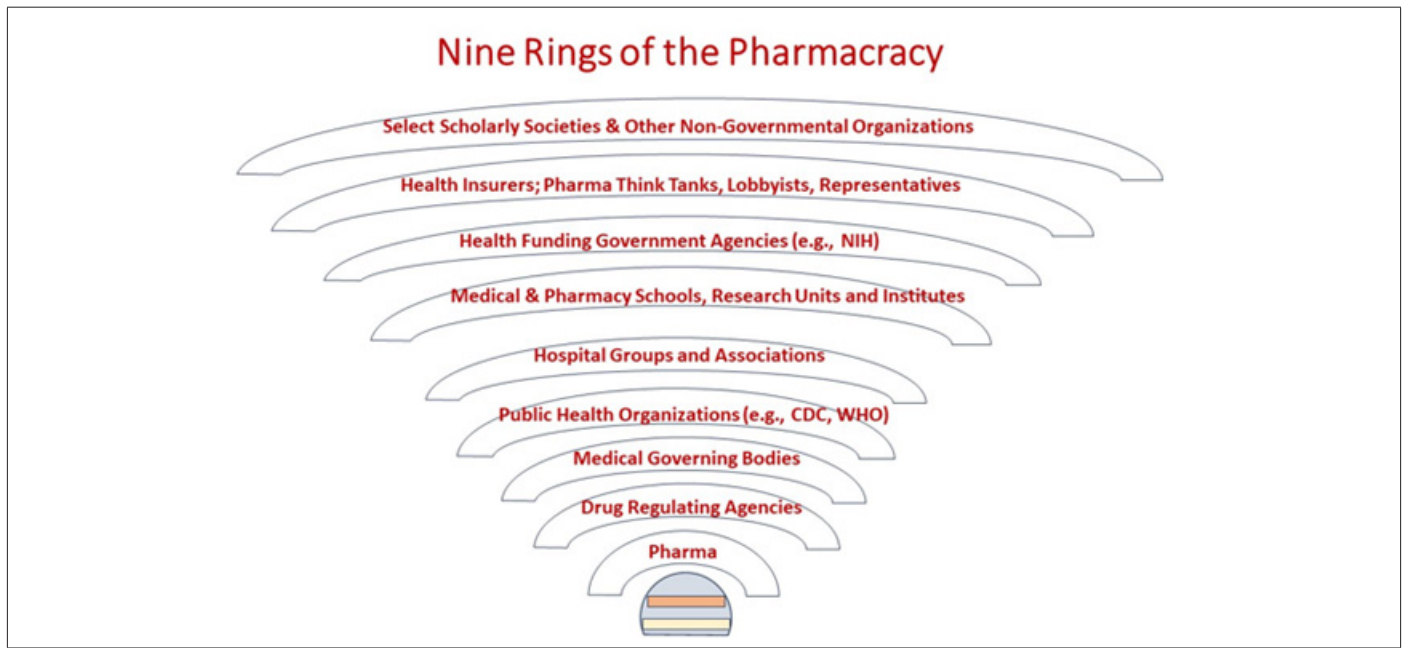 Nine Rings of the Pharmacracy
Select Scholarly Societies & Other Non-Governmental Organizations
Health Insurers; Pharma Think Tanks, Lobbyists, Representatives
Health Funding Government Agencies (e.g., NIH)
Medical & Pharmacy Schools, Research Units and Institutes
Hospital Groups and Associations
Public Health Organizations (e.g., CDC, WHO)
Medical Governing Bodies
Drug Regulating Agencies
Pharma